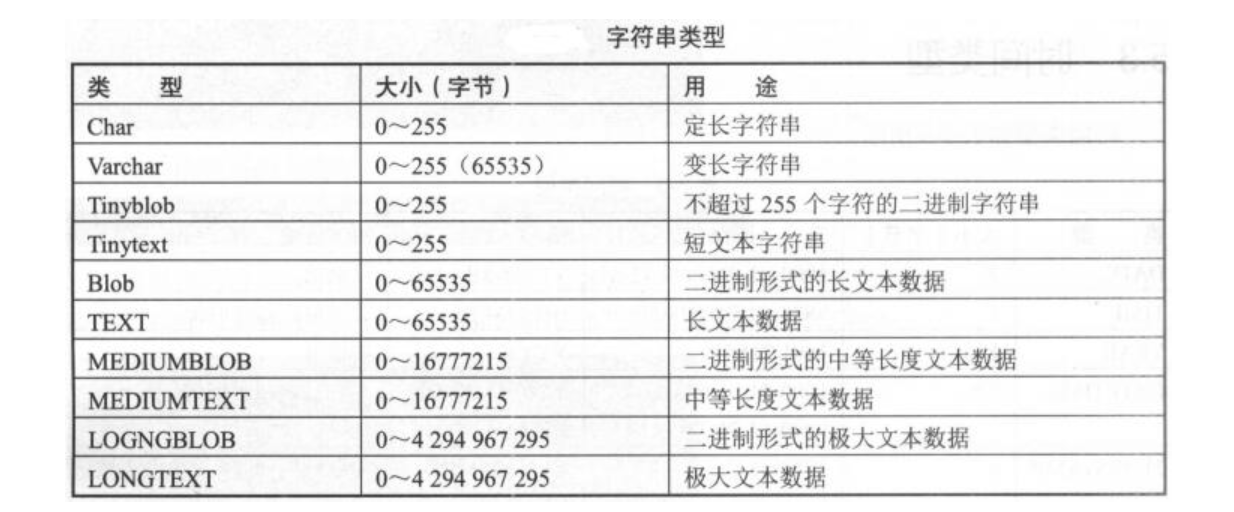 字符串类型
类 型 大小（字节） 用 途
Char 0～255 定长字符串
Varchar 0～255（65535） 变长字符串
Tinyblob 0～255 不超过 255 个字符的二进制字符串
Tinytext 0～255 短文本字符串
Blob 0～65535 二进制形式的长文本数据
TEXT 0～65535 长文本数据
MEDIUMBLOB 0～16777215 二进制形式的中等长度文本数据
MEDIUMTEXT 0～16777215 中等长度文本数据
LOGNGBLOB 0～4 294 967 295 二进制形式的极大文本数据
LONGTEXT 0～4 294 967 295 极大文本数据